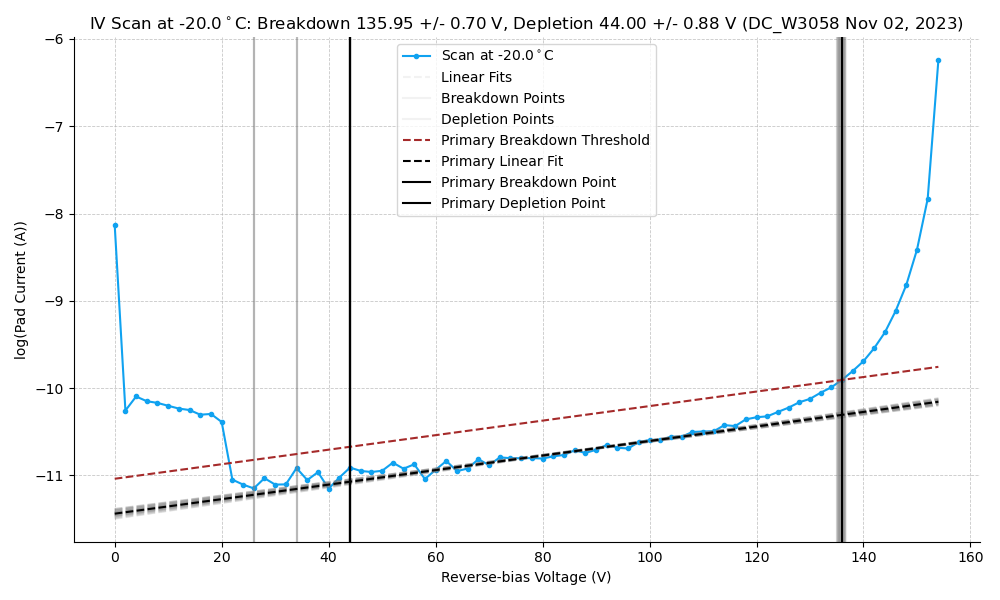 IV Scan at -20.0°C: Breakdown 135.95 +/- 0.70 V, Depletion 44.00 +/- 0.88 V (DC_W3058 Nov 02, 2023)
Scan at -20.0°C
Linear Fits
Breakdown Points
Depletion Points
Primary Breakdown Threshold
Primary Linear Fit
Primary Breakdown Point
Primary Depletion Point
log(Pad Current (A))
−6
−7
−8
−9
−10
−11
0 20 40 60 80 100 120 140 160
Reverse-bias Voltage (V)